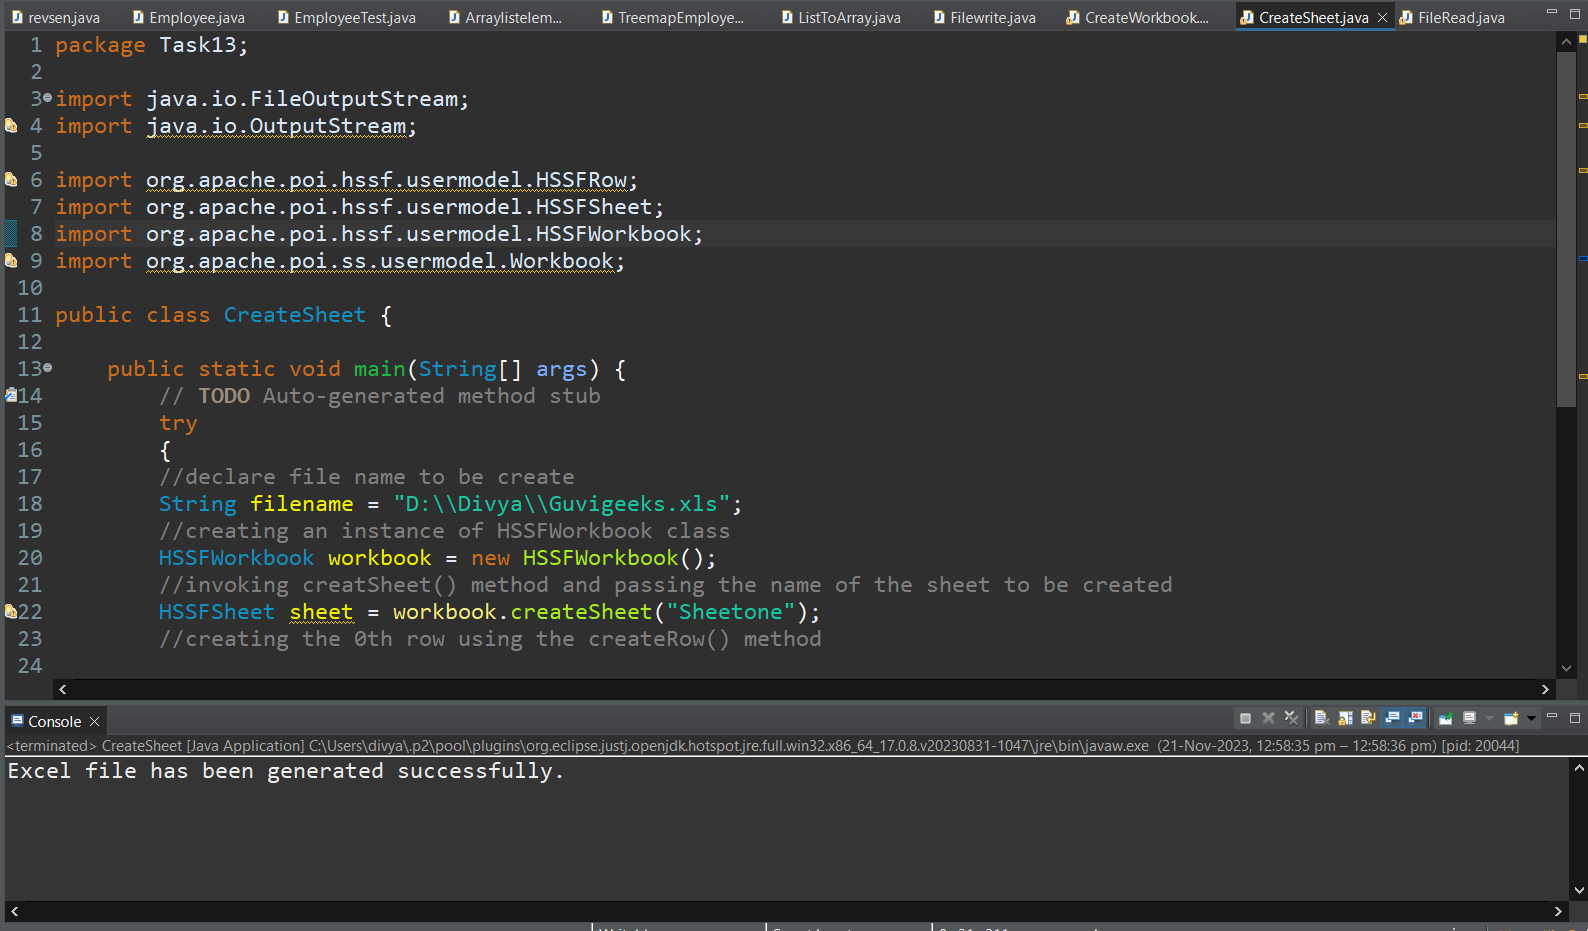 revsen.java Employee.java EmployeeTest.java Arraylistelem... TreemapEmploye... ListToArray.java Filewrite.java CreateWorkbook.... CreateSheet.java FileRead.java
1 package Task13;
2
3 import java.io.FileOutputStream;
4 import java.io.OutputStream;
5
6 import org.apache.poi.hssf.usermodel.HSSFRow;
7 import org.apache.poi.hssf.usermodel.HSSFSheet;
8 import org.apache.poi.hssf.usermodel.HSSFWorkbook;
9 import org.apache.poi.ss.usermodel.Workbook;
10
11 public class CreateSheet {
12
13 public static void main(String[] args) {
14 // TODO Auto-generated method stub
15 try
16 {
17 //declare file name to be create
18 String filename = "D:\\Divya\\Guvigeeks.xls";
19 //creating an instance of HSSFWorkbook class
20 HSSFWorkbook workbook = new HSSFWorkbook();
21 //invoking creatSheet() method and passing the name of the sheet to be created
22 HSSFSheet sheet = workbook.createSheet("Sheetone");
23 //creating the 0th row using the createRow() method
24
Console
<terminated> CreateSheet [Java Application] C:\Users\divya\.p2\pool\plugins\org.eclipse.justj.openjdk.hotspot.jre.full.win32.x86_64_17.0.8.v20230831-1047\jre\bin\javaw.exe (21-Nov-2023, 12:58:35 pm – 12:58:36 pm) [pid: 20044]
Excel file has been generated successfully.